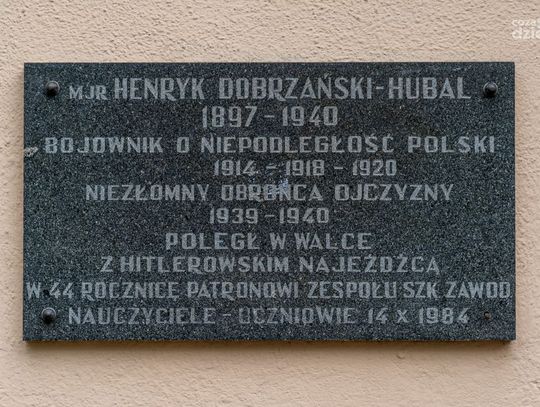 MJR HENRYK DOBRZAŃSKI-HUBAL
1897-1940
BOJOWNIK O NIEPODLEGŁOŚĆ POLSKI
1914 - 1918 - 1920
NIEZŁOMNY OBROŃCA OJCZYZNY
1939-1940
POLEGŁ W WALCE
Z HITLEROWSKIM NAJEŹDŹCĄ
W 44 ROCZNICĘ PATRONOWI ZESPOŁU SZK. ZAWOD.
NAUCZYCIELE - UCZNIOWIE 14 X 1984